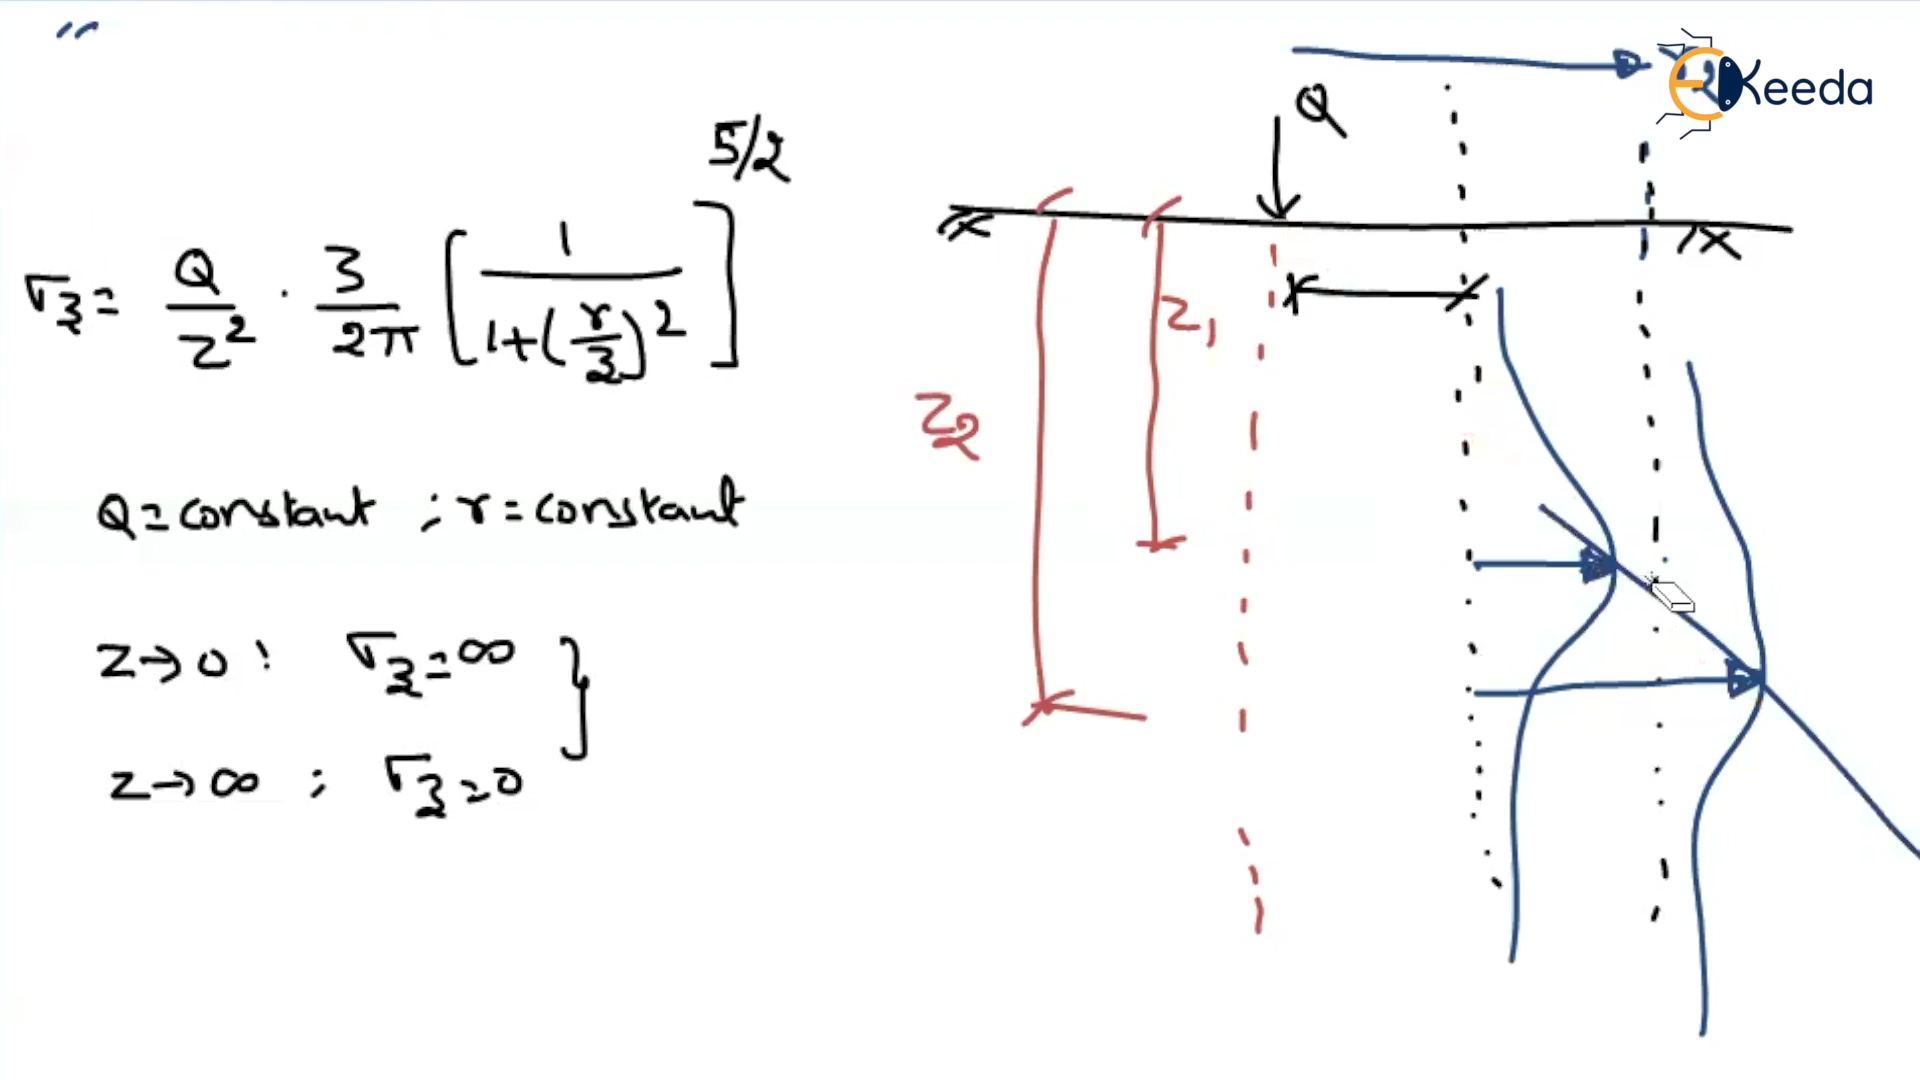 σz = Q/z² · 3/2π [1/1+(r/z)²]^5/2
Q = constant ; r = constant
z→0 : σz = ∞
z→∞ ; σz = 0
Q
z1
z2
Keeda